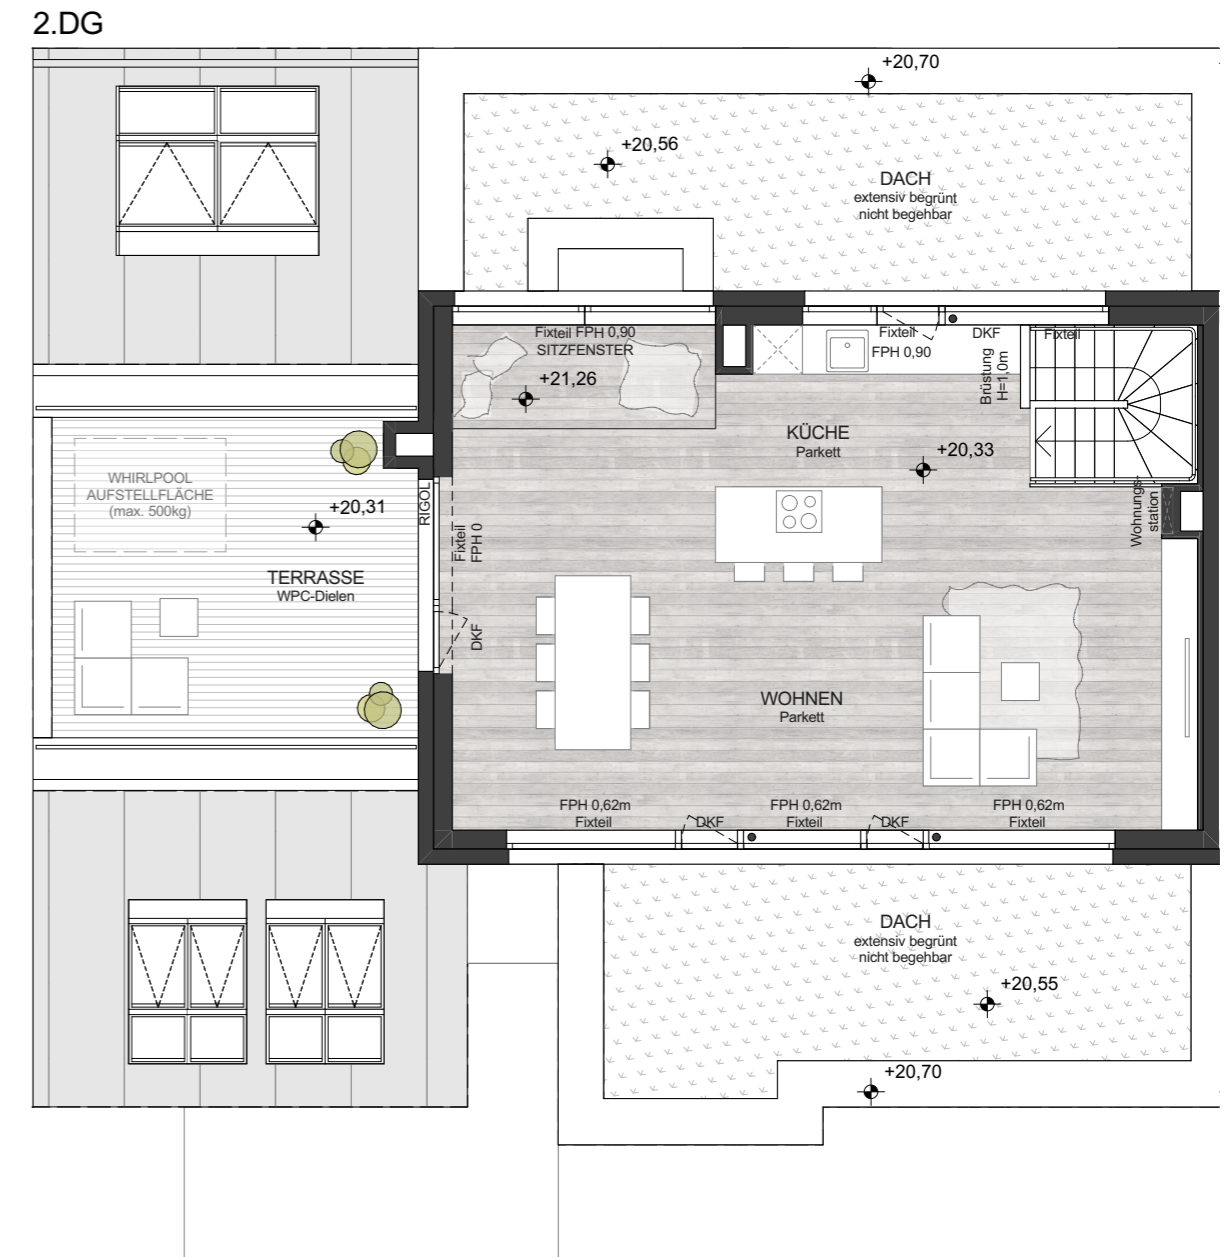 2.DG
+20,70
+20,56
DACH
extensiv begrünt
nicht begehbar
Fixteil FPH 0,90
SITZFENSTER
+21,26
Fixteil
FPH 0,90
DKF
Fixteil
Brüstung
H=1,0m
KÜCHE
Parkett
+20,33
WHIRLPOOL
AUFSTELLFLÄCHE
(max. 500kg)
+20,31
RIGOL
Fixteil
FPH 0
Wohnungs-
station
TERRASSE
WPC-Dielen
DKF
WOHNEN
Parkett
FPH 0,62m
Fixteil
DKF
FPH 0,62m
Fixteil
DKF
FPH 0,62m
Fixteil
DACH
extensiv begrünt
nicht begehbar
+20,55
+20,70